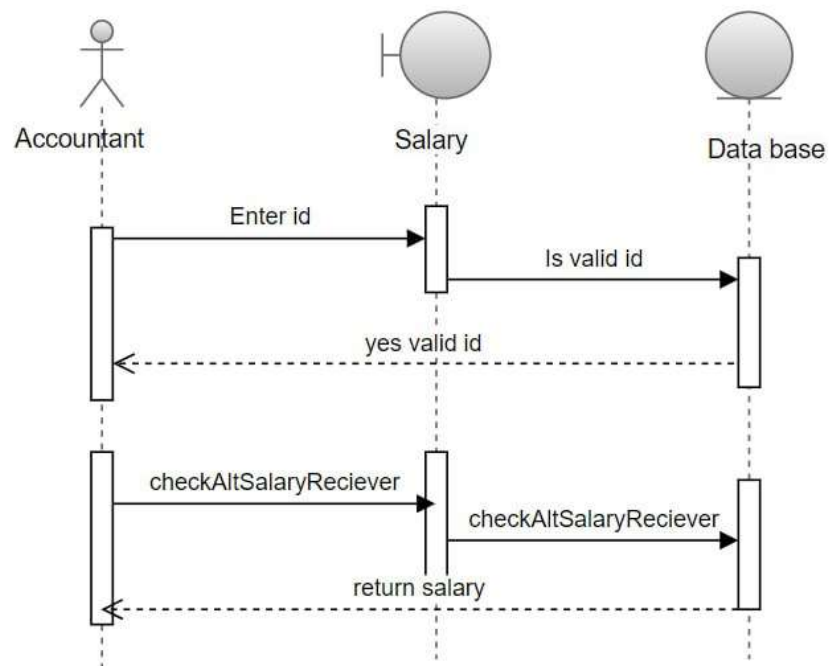 Accountant
Salary
Data base
Enter id
Is valid id
yes valid id
checkAltSalaryReciever
checkAltSalaryReciever
return salary